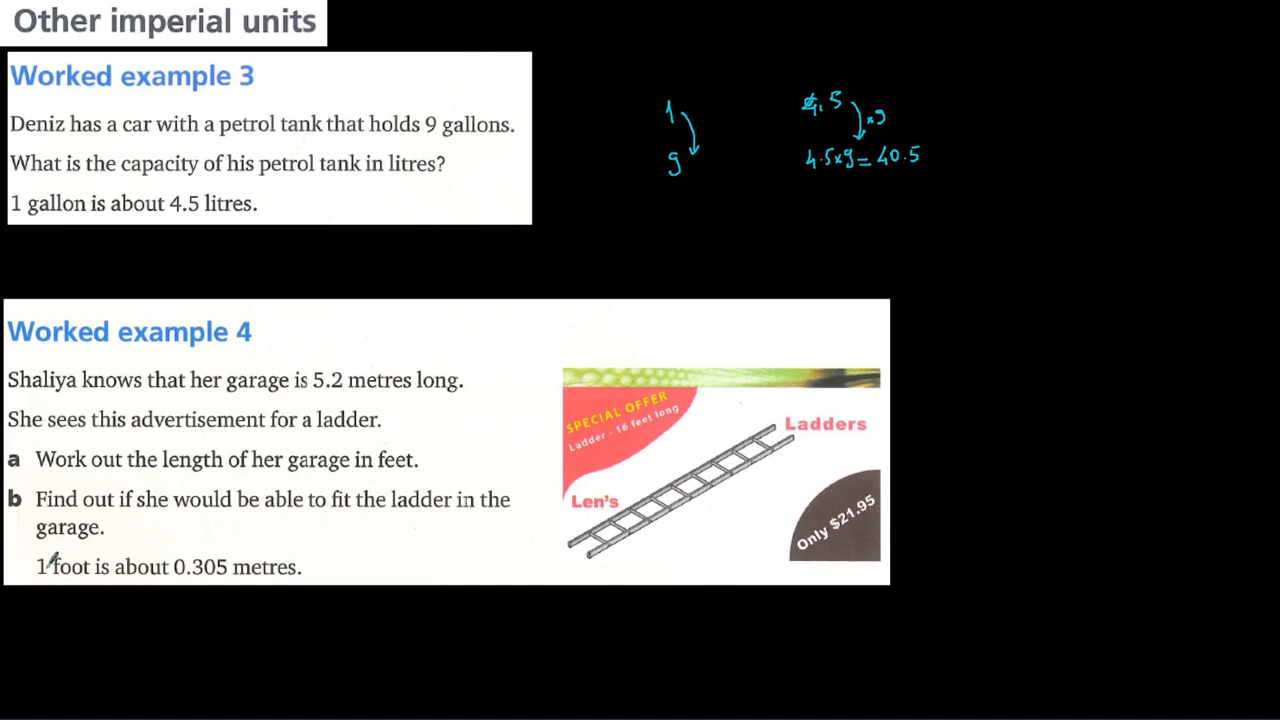 Other imperial units
Worked example 3
Deniz has a car with a petrol tank that holds 9 gallons.
What is the capacity of his petrol tank in litres?
1 gallon is about 4.5 litres.
1
4.5
×9
9
4.5×9=40.5
Worked example 4
Shaliya knows that her garage is 5.2 metres long.
She sees this advertisement for a ladder.
a Work out the length of her garage in feet.
b Find out if she would be able to fit the ladder in the
garage.
1 foot is about 0.305 metres.
SPECIAL OFFER
Ladder - 16 feet long
Ladders
Len's
Only $21.95